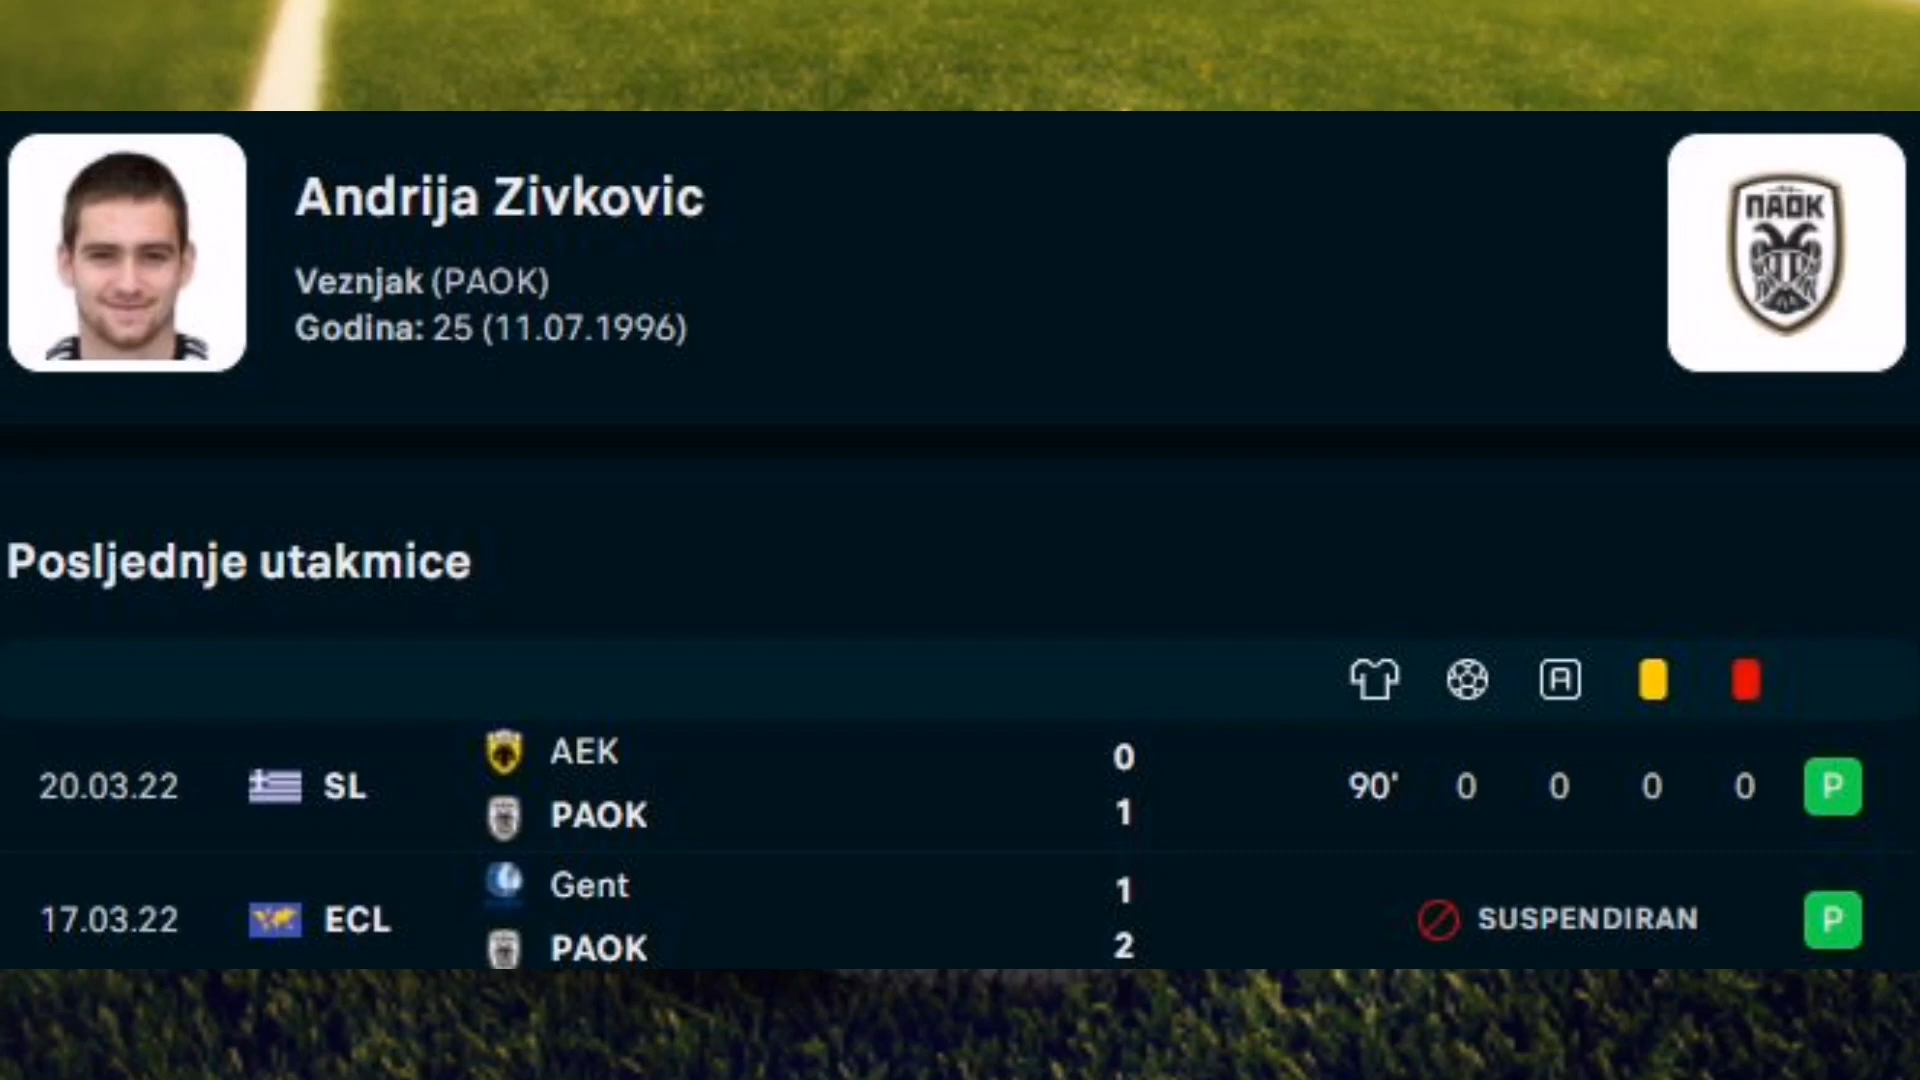 Andrija Zivkovic
ΠΑΟΚ
Veznjak (PAOK)
Godina: 25 (11.07.1996)
Posljednje utakmice
A
20.03.22 SL AEK 0
PAOK 1
90' 0 0 0 0 P
17.03.22 ECL Gent 1
PAOK 2
SUSPENDIRAN P